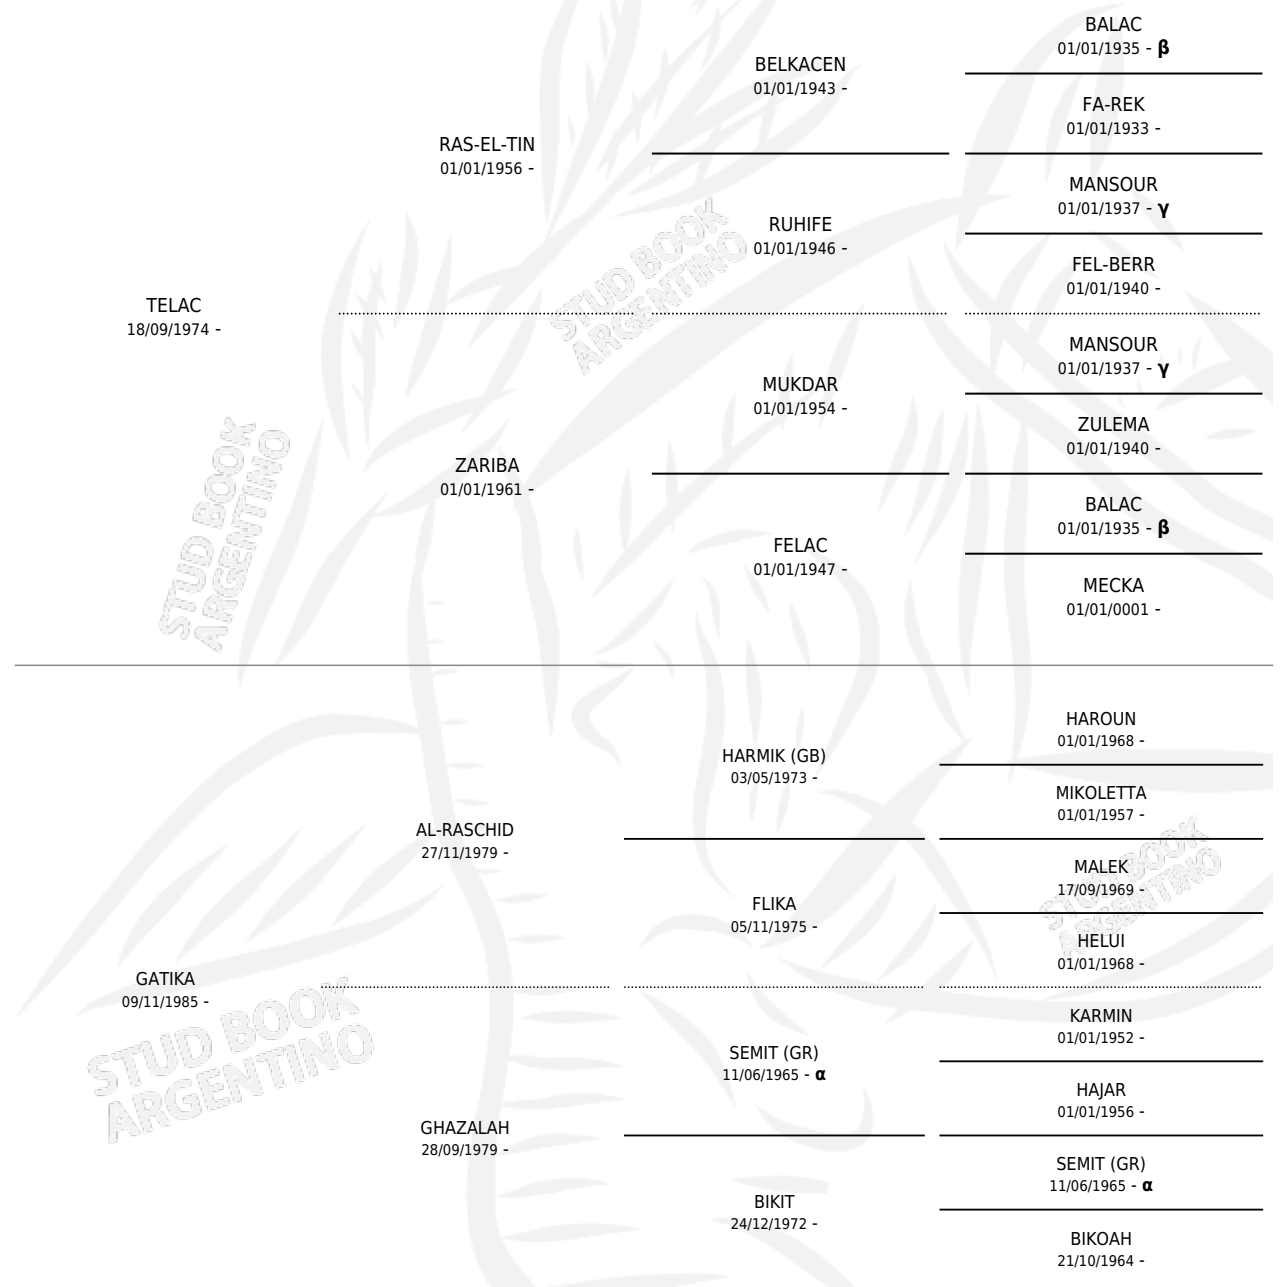 BALAC
01/01/1935 - β
BELKACEN
01/01/1943 -
FA-REK
01/01/1933 -
RAS-EL-TIN
01/01/1956 -
MANSOUR
01/01/1937 - γ
RUHIFE
01/01/1946 -
FEL-BERR
01/01/1940 -
TELAC
18/09/1974 -
MANSOUR
01/01/1937 - γ
MUKDAR
01/01/1954 -
ZULEMA
01/01/1940 -
ZARIBA
01/01/1961 -
BALAC
01/01/1935 - β
FELAC
01/01/1947 -
MECKA
01/01/0001 -
HAROUN
01/01/1968 -
HARMIK (GB)
03/05/1973 -
MIKOLETTA
01/01/1957 -
AL-RASCHID
27/11/1979 -
MALEK
17/09/1969 -
FLIKA
05/11/1975 -
HELUI
01/01/1968 -
GATIKA
09/11/1985 -
KARMIN
01/01/1952 -
SEMIT (GR)
11/06/1965 - α
HAJAR
01/01/1956 -
GHAZALAH
28/09/1979 -
SEMIT (GR)
11/06/1965 - α
BIKIT
24/12/1972 -
BIKOAH
21/10/1964 -
STUD BOOK
ARGENTINO
STUD BOOK
ARGENTINO
STUD BOOK
ARGENTINO
STUD BOOK
ARGENTINO